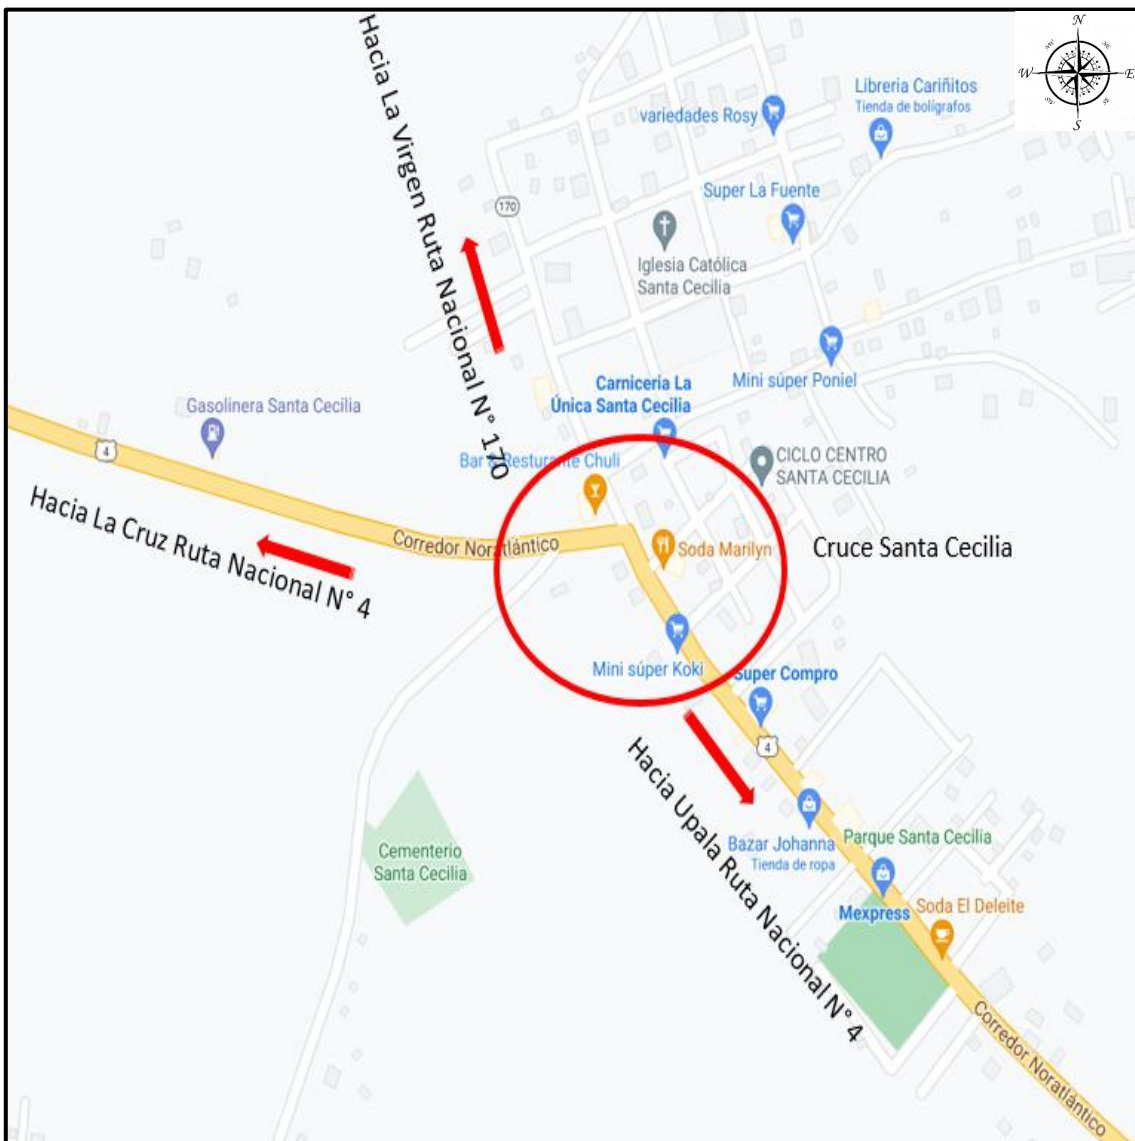 N
W
E
S
Hacia La Virgen Ruta Nacional N° 170
Libreria Cariñitos
Tienda de bolígrafos
variedades Rosy
Super La Fuente
170
Iglesia Católica
Santa Cecilia
Mini súper Poniel
Carniceria La
Única Santa Cecilia
Gasolinera Santa Cecilia
4
Bar & Resturante Chuli
CICLO CENTRO
SANTA CECILIA
Hacia La Cruz Ruta Nacional N° 4
Corredor Noratlántico
Soda Marilyn
Cruce Santa Cecilia
Mini súper Koki
Super Compro
4
Hacia Upala Ruta Nacional N° 4
Bazar Johanna
Tienda de ropa
Parque Santa Cecilia
Cementerio
Santa Cecilia
Mexpress
Soda El Deleite
Corredor Noratlántico